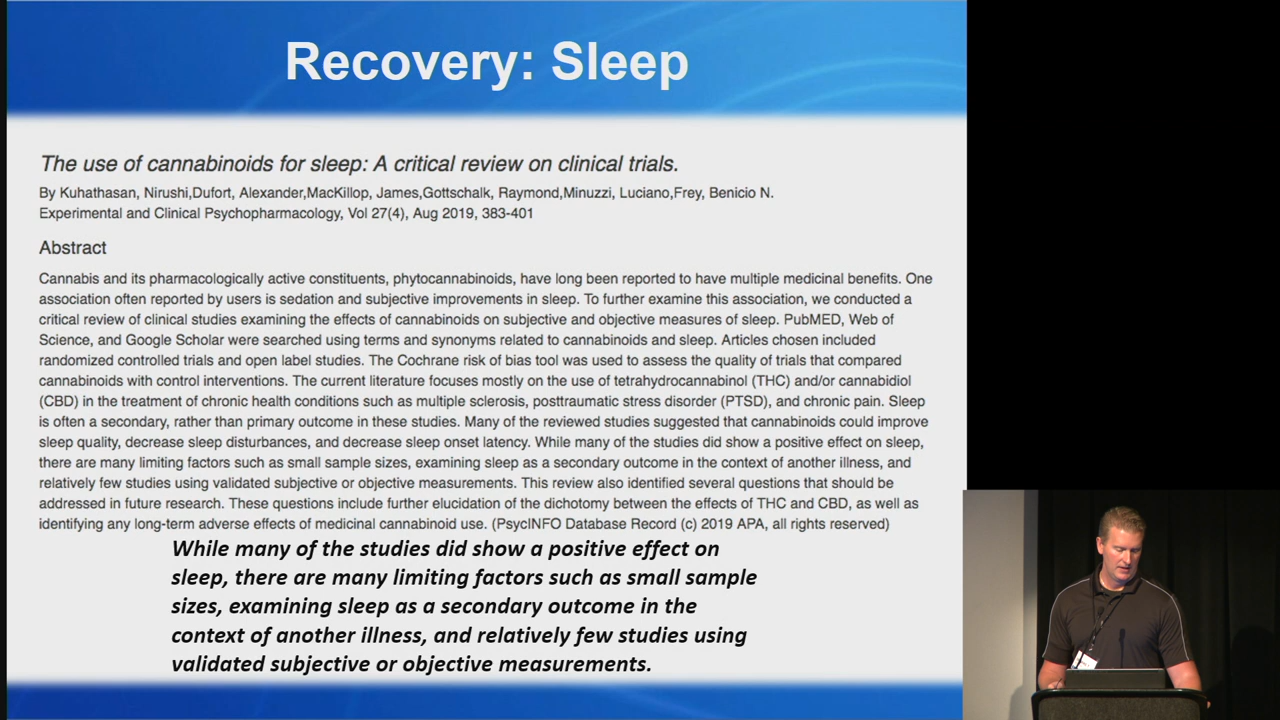 Recovery: Sleep
The use of cannabinoids for sleep: A critical review on clinical trials.
By Kuhathasan, Nirushi,Dufort, Alexander,MacKillop, James,Gottschalk, Raymond,Minuzzi, Luciano,Frey, Benicio N.
Experimental and Clinical Psychopharmacology, Vol 27(4), Aug 2019, 383-401
Abstract
Cannabis and its pharmacologically active constituents, phytocannabinoids, have long been reported to have multiple medicinal benefits. One
association often reported by users is sedation and subjective improvements in sleep. To further examine this association, we conducted a
critical review of clinical studies examining the effects of cannabinoids on subjective and objective measures of sleep. PubMED, Web of
Science, and Google Scholar were searched using terms and synonyms related to cannabinoids and sleep. Articles chosen included
randomized controlled trials and open label studies. The Cochrane risk of bias tool was used to assess the quality of trials that compared
cannabinoids with control interventions. The current literature focuses mostly on the use of tetrahydrocannabinol (THC) and/or cannabidiol
(CBD) in the treatment of chronic health conditions such as multiple sclerosis, posttraumatic stress disorder (PTSD), and chronic pain. Sleep
is often a secondary, rather than primary outcome in these studies. Many of the reviewed studies suggested that cannabinoids could improve
sleep quality, decrease sleep disturbances, and decrease sleep onset latency. While many of the studies did show a positive effect on sleep,
there are many limiting factors such as small sample sizes, examining sleep as a secondary outcome in the context of another illness, and
relatively few studies using validated subjective or objective measurements. This review also identified several questions that should be
addressed in future research. These questions include further elucidation of the dichotomy between the effects of THC and CBD, as well as
identifying any long-term adverse effects of medicinal cannabinoid use. (PsycINFO Database Record (c) 2019 APA, all rights reserved)
While many of the studies did show a positive effect on
sleep, there are many limiting factors such as small sample
sizes, examining sleep as a secondary outcome in the
context of another illness, and relatively few studies using
validated subjective or objective measurements.